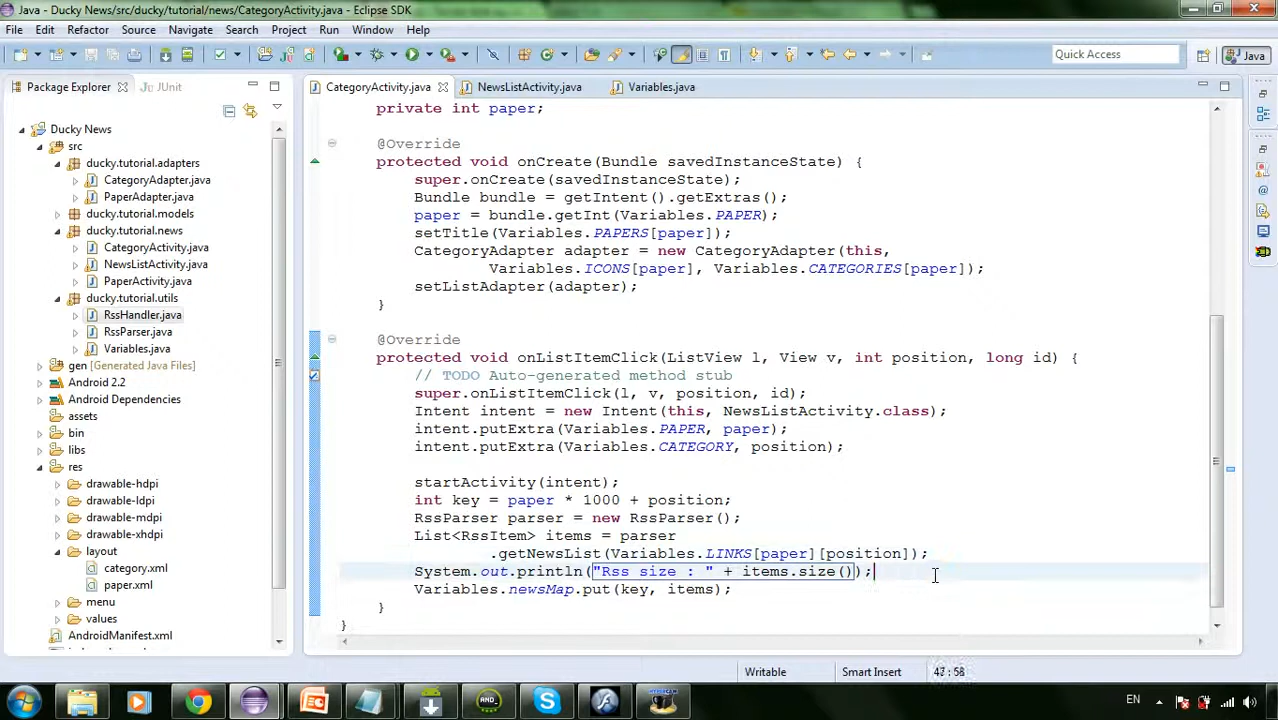 Java - Ducky News/src/ducky/tutorial/news/CategoryActivity.java - Eclipse SDK
File Edit Refactor Source Navigate Search Project Run Window Help
Quick Access
Java
Package Explorer
JUnit
CategoryActivity.java
NewsListActivity.java
Variables.java
Ducky News
src
ducky.tutorial.adapters
CategoryAdapter.java
PaperAdapter.java
ducky.tutorial.models
ducky.tutorial.news
CategoryActivity.java
NewsListActivity.java
PaperActivity.java
ducky.tutorial.utils
RssHandler.java
RssParser.java
Variables.java
gen [Generated Java Files]
Android 2.2
Android Dependencies
assets
bin
libs
res
drawable-hdpi
drawable-ldpi
drawable-mdpi
drawable-xhdpi
layout
category.xml
paper.xml
menu
values
AndroidManifest.xml
private int paper;
@Override
protected void onCreate(Bundle savedInstanceState) {
super.onCreate(savedInstanceState);
Bundle bundle = getIntent().getExtras();
paper = bundle.getInt(Variables.PAPER);
setTitle(Variables.PAPERS[paper]);
CategoryAdapter adapter = new CategoryAdapter(this,
Variables.ICONS[paper], Variables.CATEGORIES[paper]);
setListAdapter(adapter);
}
@Override
protected void onListItemClick(ListView l, View v, int position, long id) {
// TODO Auto-generated method stub
super.onListItemClick(l, v, position, id);
Intent intent = new Intent(this, NewsListActivity.class);
intent.putExtra(Variables.PAPER, paper);
intent.putExtra(Variables.CATEGORY, position);
startActivity(intent);
int key = paper * 1000 + position;
RssParser parser = new RssParser();
List<RssItem> items = parser
.getNewsList(Variables.LINKS[paper][position]);
System.out.println("Rss size : " + items.size());
Variables.newsMap.put(key, items);
}
}
Writable
Smart Insert
43 : 58
EN